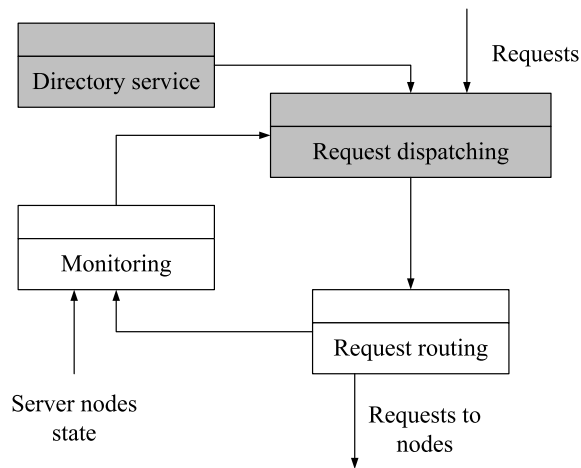 Requests
Directory service
Request dispatching
Monitoring
Request routing
Server nodes
state
Requests to
nodes